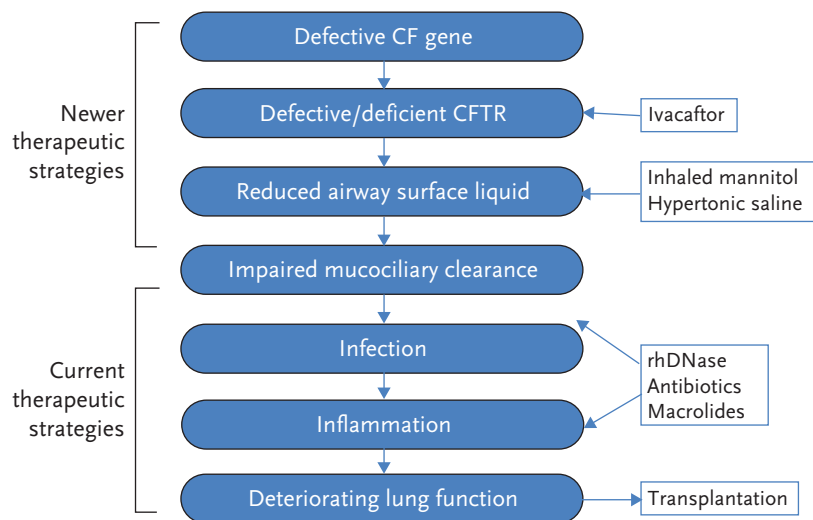 Defective CF gene
Newer
therapeutic
strategies
Defective/deficient CFTR
Ivacaftor
Reduced airway surface liquid
Inhaled mannitol
Hypertonic saline
Impaired mucociliary clearance
Current
therapeutic
strategies
Infection
rhDNase
Antibiotics
Macrolides
Inflammation
Deteriorating lung function
Transplantation